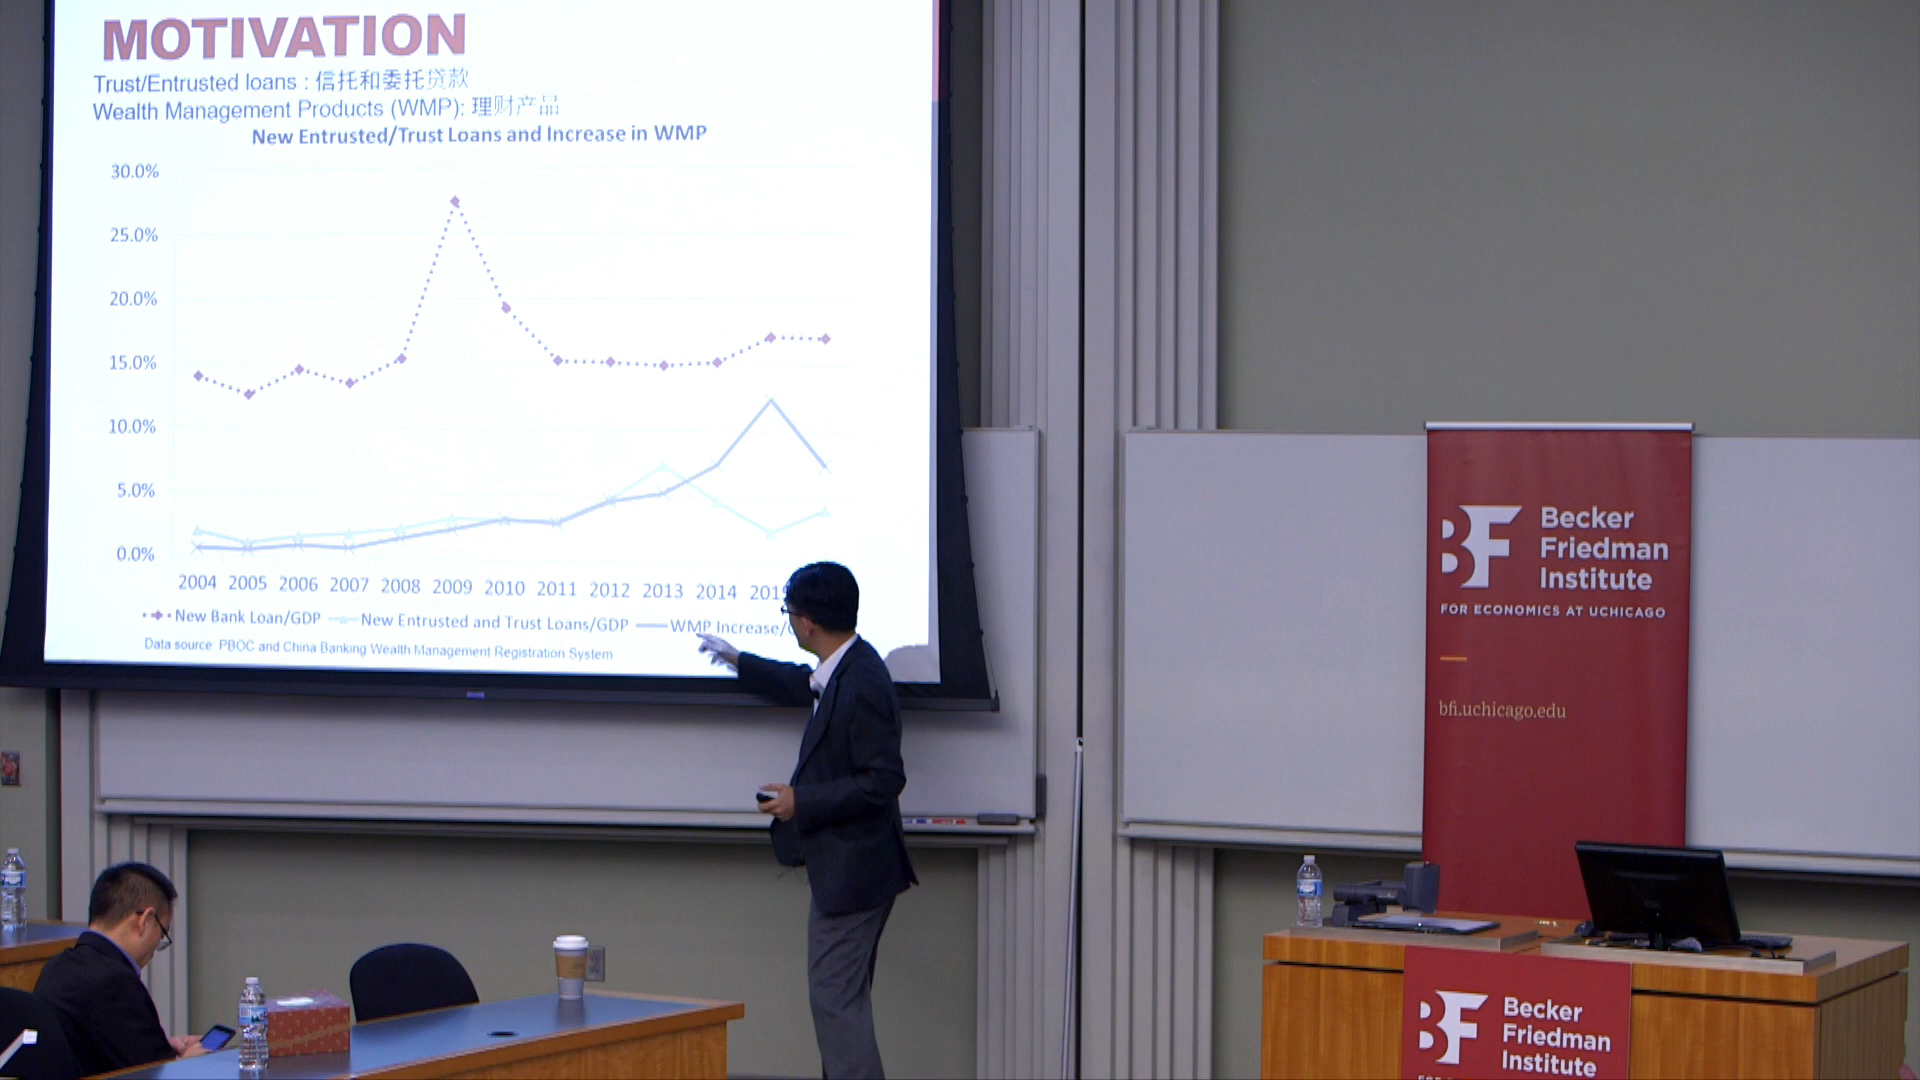 MOTIVATION
Trust/Entrusted loans : 信托和委托贷款
Wealth Management Products (WMP): 理财产品
New Entrusted/Trust Loans and Increase in WMP
30.0%
25.0%
20.0%
15.0%
10.0%
5.0%
0.0%
2004 2005 2006 2007 2008 2009 2010 2011 2012 2013 2014
New Bank Loan/GDP New Entrusted and Trust Loans/GDP WMP Increase/
Data source: PBOC and China Banking Wealth Management Registration System
BF
Becker
Friedman
Institute
FOR ECONOMICS AT UCHICAGO
bfi.uchicago.edu
BF
Becker
Friedman
Institute